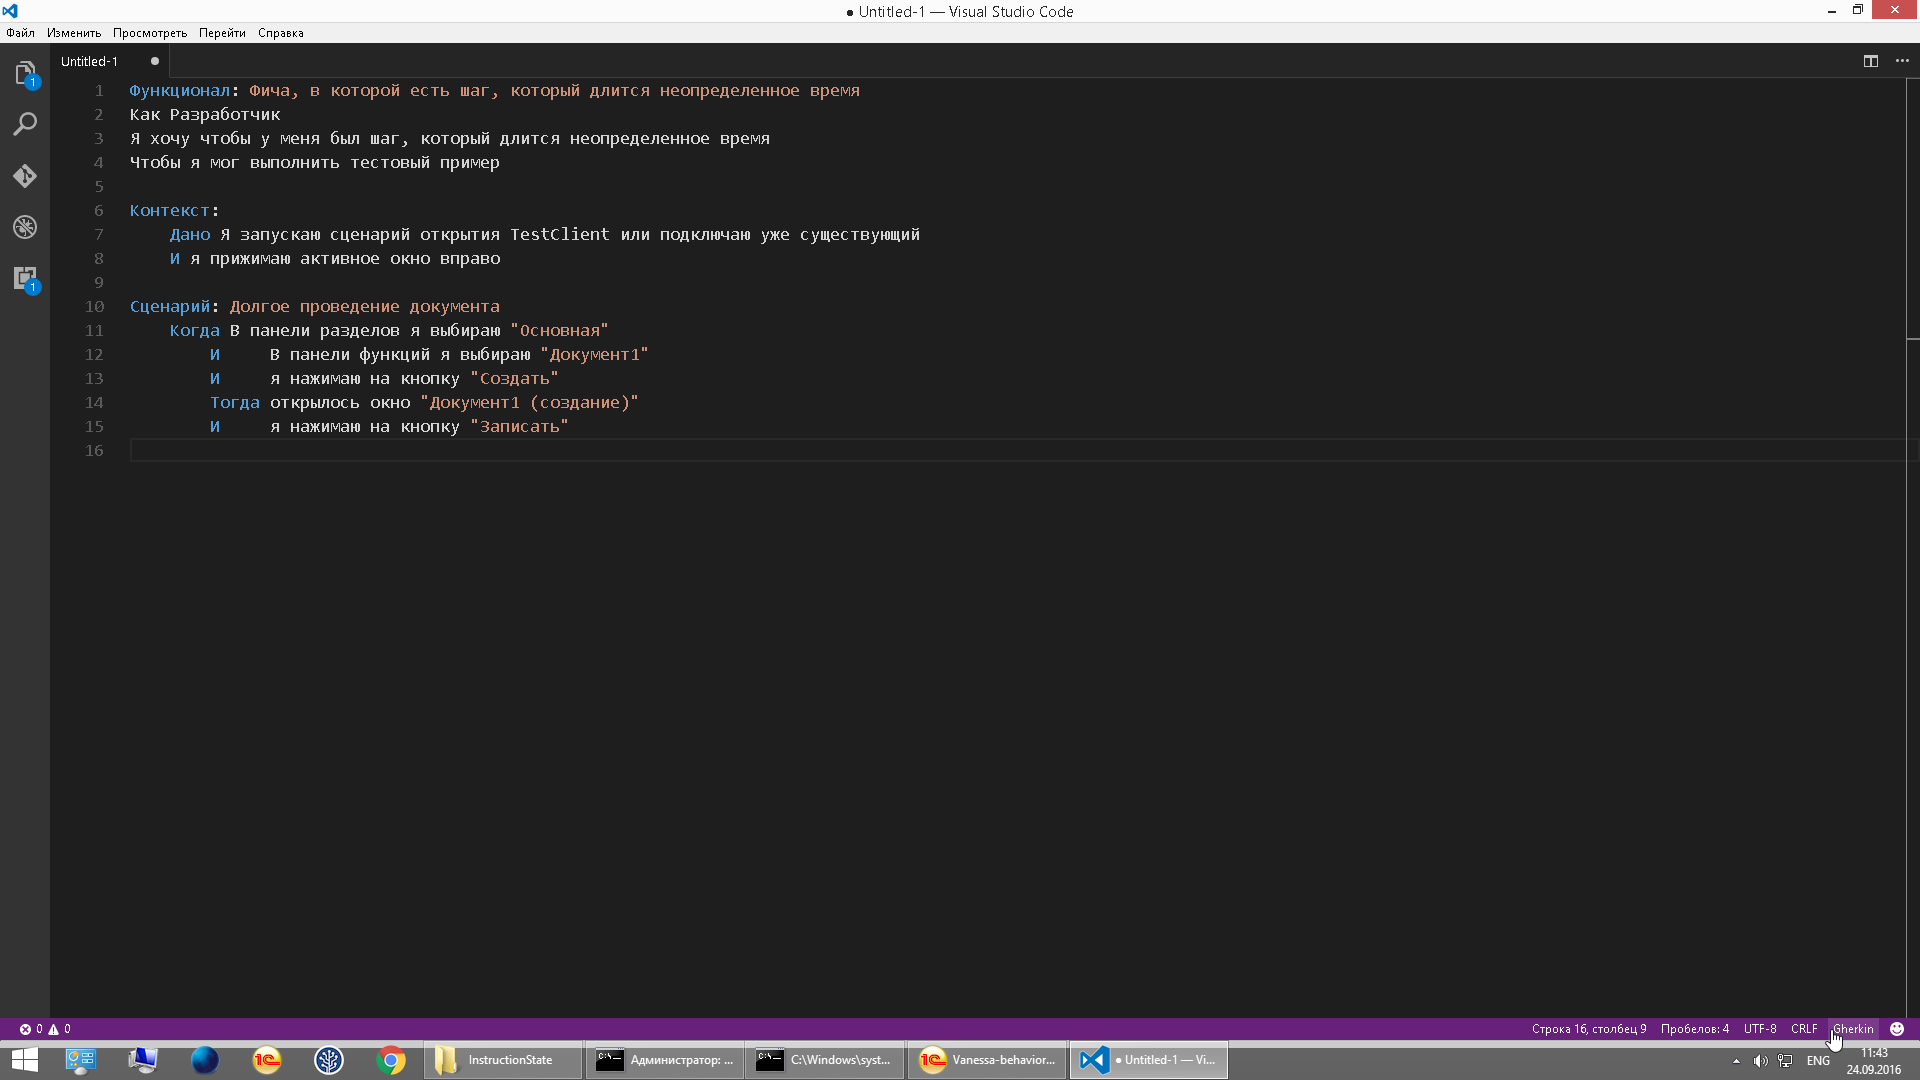 ● Untitled-1 — Visual Studio Code
Файл Изменить Просмотреть Перейти Справка
Untitled-1
1 Функционал: Фича, в которой есть шаг, который длится неопределенное время
2 Как Разработчик
3 Я хочу чтобы у меня был шаг, который длится неопределенное время
4 Чтобы я мог выполнить тестовый пример
5
6 Контекст:
7 Дано Я запускаю сценарий открытия TestClient или подключаю уже существующий
8 И я прижимаю активное окно вправо
9
10 Сценарий: Долгое проведение документа
11 Когда В панели разделов я выбираю "Основная"
12 И В панели функций я выбираю "Документ1"
13 И я нажимаю на кнопку "Создать"
14 Тогда открылось окно "Документ1 (создание)"
15 И я нажимаю на кнопку "Записать"
16
1
1
0 0 Строка 16, столбец 9 Пробелов: 4 UTF-8 CRLF Gherkin
InstructionState Администратор: ... C:\Windows\syst... Vanessa-behavior... ● Untitled-1 — Vi... ENG 11:43
24.09.2016